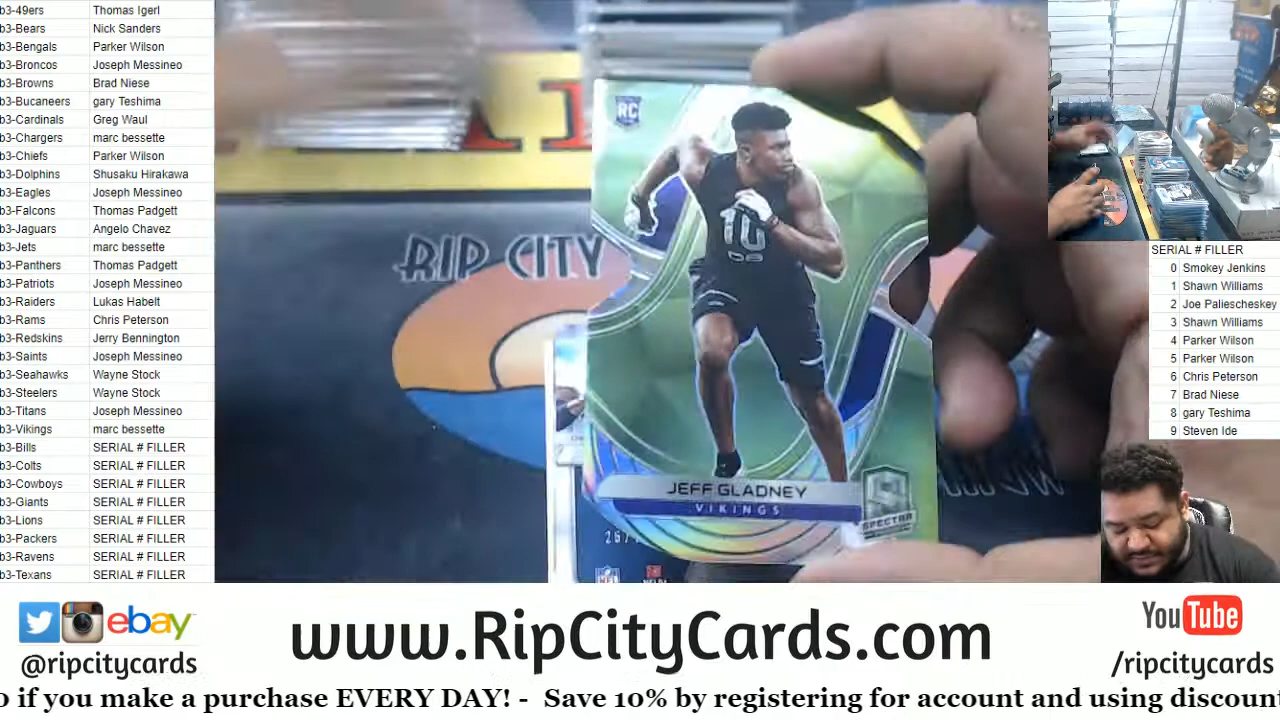 b3-49ers Thomas Igerl
b3-Bears Nick Sanders
b3-Bengals Parker Wilson
b3-Broncos Joseph Messineo
b3-Browns Brad Niese
b3-Bucaneers gary Teshima
b3-Cardinals Greg Waul
b3-Chargers marc bessette
b3-Chiefs Parker Wilson
b3-Dolphins Shusaku Hirakawa
b3-Eagles Joseph Messineo
b3-Falcons Thomas Padgett
b3-Jaguars Angelo Chavez
b3-Jets marc bessette
b3-Panthers Thomas Padgett
b3-Patriots Joseph Messineo
b3-Raiders Lukas Habelt
b3-Rams Chris Peterson
b3-Redskins Jerry Bennington
b3-Saints Joseph Messineo
b3-Seahawks Wayne Stock
b3-Steelers Wayne Stock
b3-Titans Joseph Messineo
b3-Vikings marc bessette
b3-Bills SERIAL # FILLER
b3-Colts SERIAL # FILLER
b3-Cowboys SERIAL # FILLER
b3-Giants SERIAL # FILLER
b3-Lions SERIAL # FILLER
b3-Packers SERIAL # FILLER
b3-Ravens SERIAL # FILLER
b3-Texans SERIAL # FILLER
RIP CITY
RC
10
DB
JEFF GLADNEY
VIKINGS
SPECTRA
NFL
SERIAL # FILLER
0 Smokey Jenkins
1 Shawn Williams
2 Joe Paliescheskey
3 Shawn Williams
4 Parker Wilson
5 Parker Wilson
6 Chris Peterson
7 Brad Niese
8 gary Teshima
9 Steven Ide
ebay
@ripcitycards
www.RipCityCards.com
YouTube
/ripcitycards
if you make a purchase EVERY DAY! - Save 10% by registering for account and using discoun